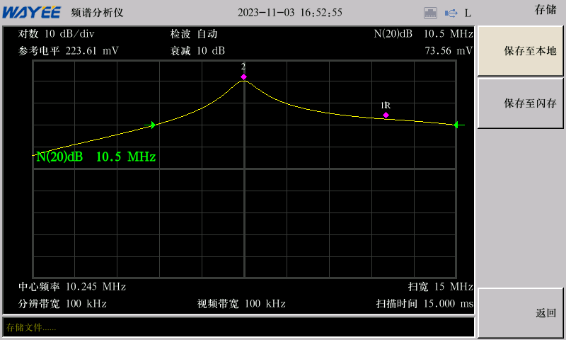 WAYEE 频谱分析仪 2023-11-03 16:52:55 L 存储
对数 10 dB/div 检波 自动 N(20)dB 10.5 MHz
参考电平 223.61 mV 衰减 10 dB 73.56 mV
保存至本地
2
保存至闪存
1R
N(20)dB 10.5 MHz
中心频率 10.245 MHz 扫宽 15 MHz
分辨带宽 100 kHz 视频带宽 100 kHz 扫描时间 15.000 ms
返回
存储文件......